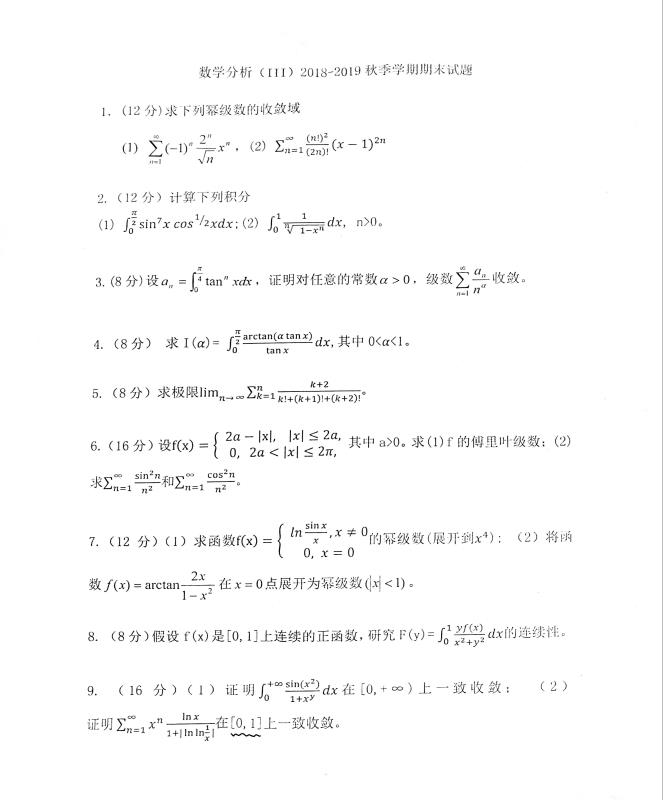 数学分析（III）2018-2019 秋季学期期末试题
1. (12 分)求下列幂级数的收敛域
(1) $\sum_{n=1}^{\infty}(-1)^n \frac{2^n}{\sqrt{n}} x^n$ , (2) $\sum_{n=1}^{\infty} \frac{(n!)^2}{(2n)!}(x-1)^{2n}$
2.（12 分）计算下列积分
(1) $\int_0^{\frac{\pi}{2}} \sin^7 x \cos^{1/2} x dx$; (2) $\int_0^1 \frac{1}{\sqrt[n]{1-x^n}} dx$, n>0。
3. (8 分)设 $a_n = \int_0^{\frac{\pi}{4}} \tan^n x dx$，证明对任意的常数 $\alpha > 0$，级数 $\sum_{n=1}^{\infty} \frac{a_n}{n^{\alpha}}$ 收敛。
4.（8 分） 求 I($\alpha$)= $\int_0^{\frac{\pi}{2}} \frac{\arctan(\alpha \tan x)}{\tan x} dx$, 其中 0<$\alpha$<1。
5.（8 分）求极限$\lim_{n \to \infty} \sum_{k=1}^{n} \frac{k+2}{k!+(k+1)!+(k+2)!}$。
6.（16 分)设$f(x) = \begin{cases} 2a - |x|, & |x| \le 2a, \\ 0, & 2a < |x| \le 2\pi, \end{cases}$ 其中 a>0。求(1) f 的傅里叶级数；(2)
求$\sum_{n=1}^{\infty} \frac{\sin^2 n}{n^2}$和$\sum_{n=1}^{\infty} \frac{\cos^2 n}{n^2}$。
7.（12 分）(1）求函数$f(x) = \begin{cases} \ln \frac{\sin x}{x}, x \neq 0 \\ 0, x = 0 \end{cases}$的幂级数(展开到$x^4$)；（2）将函
数 $f(x) = \arctan \frac{2x}{1-x^2}$ 在 $x = 0$ 点展开为幂级数$(|x| < 1)$。
8.（8 分)假设 f(x)是[0,1]上连续的正函数，研究 F(y)= $\int_0^1 \frac{yf(x)}{x^2+y^2} dx$的连续性。
9.（16 分）(1) 证明$\int_0^{+\infty} \frac{\sin(x^2)}{1+x^y} dx$ 在 [0,+∞) 上一致收敛；（2）
证明$\sum_{n=1}^{\infty} x^n \frac{\ln x}{1+|\ln \ln \frac{1}{x}|}$在[0,1]上一致收敛。